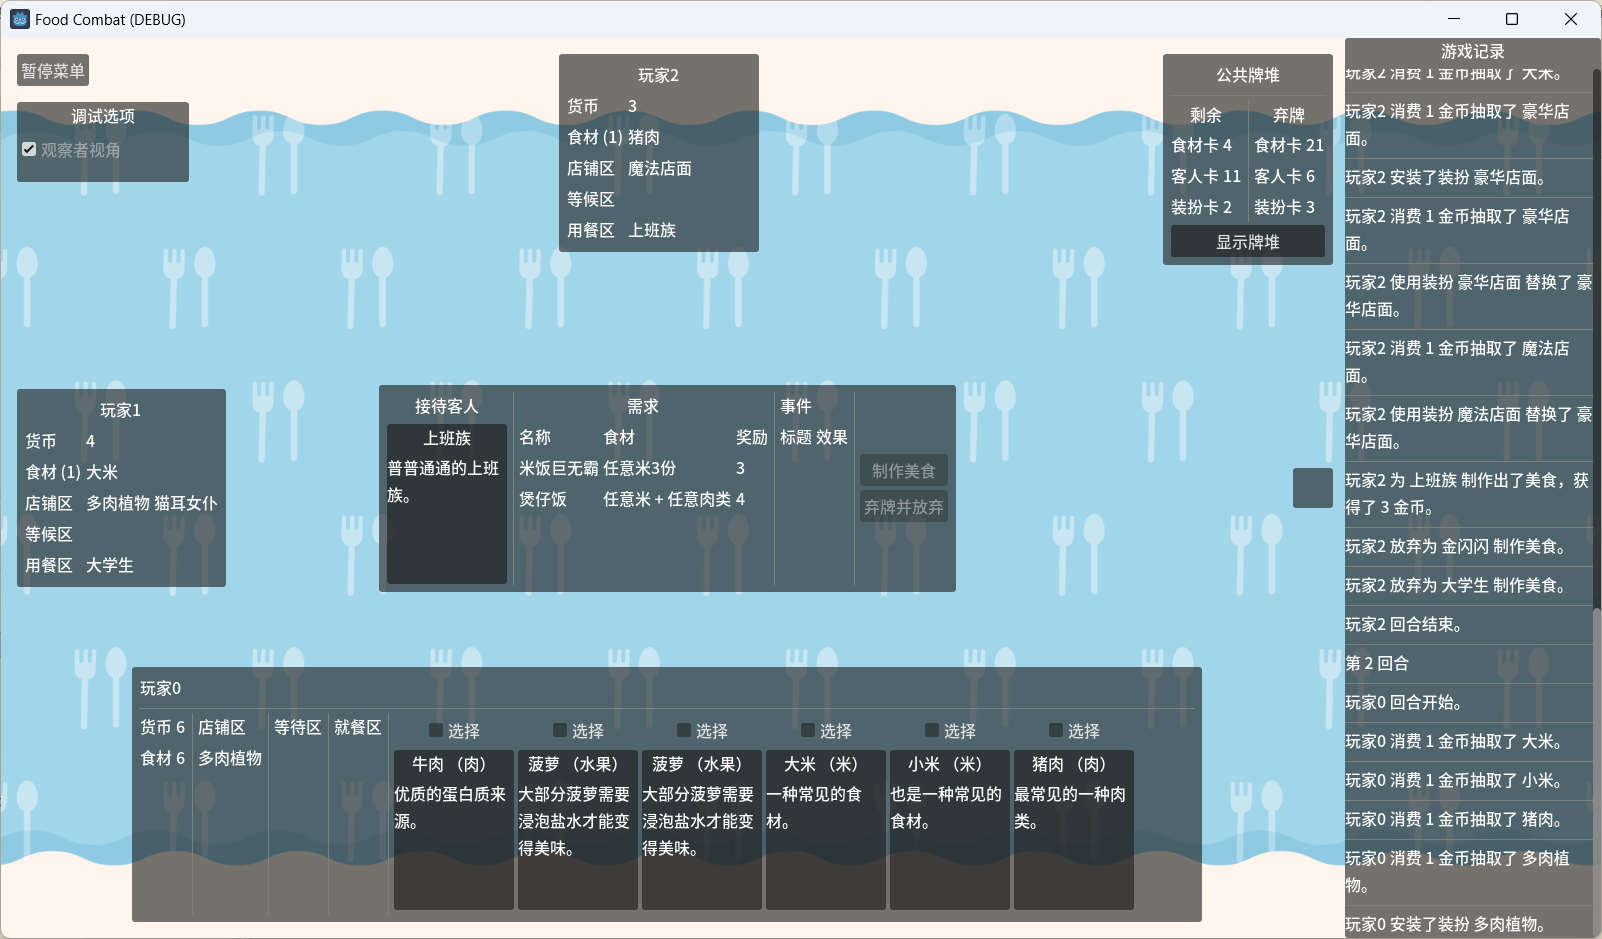 Food Combat (DEBUG)
暂停菜单
调试选项
观察者视角
玩家2
货币 3
食材 (1) 猪肉
店铺区 魔法店面
等候区
用餐区 上班族
公共牌堆
剩余 弃牌
食材卡 4 食材卡 21
客人卡 11 客人卡 6
装扮卡 2 装扮卡 3
显示牌堆
玩家1
货币 4
食材 (1) 大米
店铺区 多肉植物 猫耳女仆
等候区
用餐区 大学生
接待客人 需求 事件
上班族 名称 食材 奖励 标题 效果
普普通通的上班 米饭巨无霸 任意米3份 3
族。 煲仔饭 任意米 + 任意肉类 4
制作美食
弃牌并放弃
玩家0
货币 6 店铺区 等待区 就餐区
食材 6 多肉植物
选择 选择 选择 选择 选择 选择
牛肉 （肉） 菠萝 （水果） 菠萝 （水果） 大米 （米） 小米 （米） 猪肉 （肉）
优质的蛋白质来 大部分菠萝需要 大部分菠萝需要 一种常见的食 也是一种常见的 最常见的一种肉
源。 浸泡盐水才能变 浸泡盐水才能变 材。 食材。 类。
得美味。 得美味。
游戏记录
玩家2 消费 1 金币抽取了 大米。
玩家2 消费 1 金币抽取了 豪华店
面。
玩家2 安装了装扮 豪华店面。
玩家2 消费 1 金币抽取了 豪华店
面。
玩家2 使用装扮 豪华店面 替换了 豪
华店面。
玩家2 消费 1 金币抽取了 魔法店
面。
玩家2 使用装扮 魔法店面 替换了 豪
华店面。
玩家2 为 上班族 制作出了美食，获
得了 3 金币。
玩家2 放弃为 金闪闪 制作美食。
玩家2 放弃为 大学生 制作美食。
玩家2 回合结束。
第 2 回合
玩家0 回合开始。
玩家0 消费 1 金币抽取了 大米。
玩家0 消费 1 金币抽取了 小米。
玩家0 消费 1 金币抽取了 猪肉。
玩家0 消费 1 金币抽取了 多肉植
物。
玩家0 安装了装扮 多肉植物。